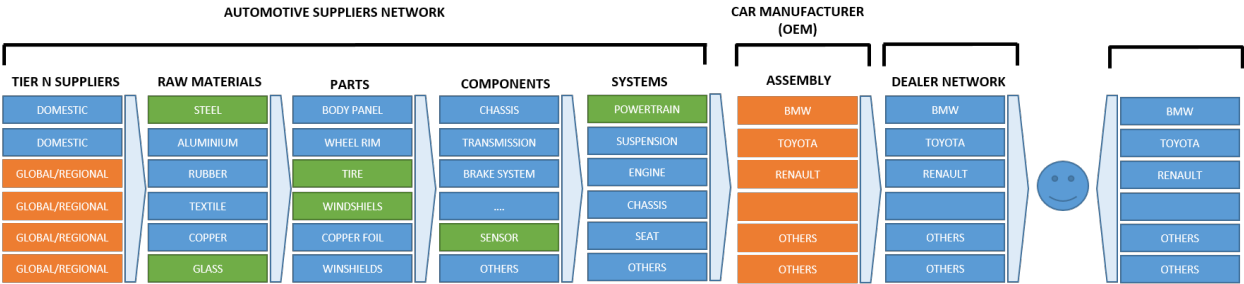 AUTOMOTIVE SUPPLIERS NETWORK
CAR MANUFACTURER
(OEM)
TIER N SUPPLIERS
RAW MATERIALS
PARTS
COMPONENTS
SYSTEMS
ASSEMBLY
DEALER NETWORK
DOMESTIC
STEEL
BODY PANEL
CHASSIS
POWERTRAIN
BMW
BMW
BMW
DOMESTIC
ALUMINIUM
WHEEL RIM
TRANSMISSION
SUSPENSION
TOYOTA
TOYOTA
TOYOTA
GLOBAL/REGIONAL
RUBBER
TIRE
BRAKE SYSTEM
ENGINE
RENAULT
RENAULT
RENAULT
GLOBAL/REGIONAL
TEXTILE
WINDSHIELS
....
CHASSIS
GLOBAL/REGIONAL
COPPER
COPPER FOIL
SENSOR
SEAT
OTHERS
OTHERS
OTHERS
GLOBAL/REGIONAL
GLASS
WINSHIELDS
OTHERS
OTHERS
OTHERS
OTHERS
OTHERS